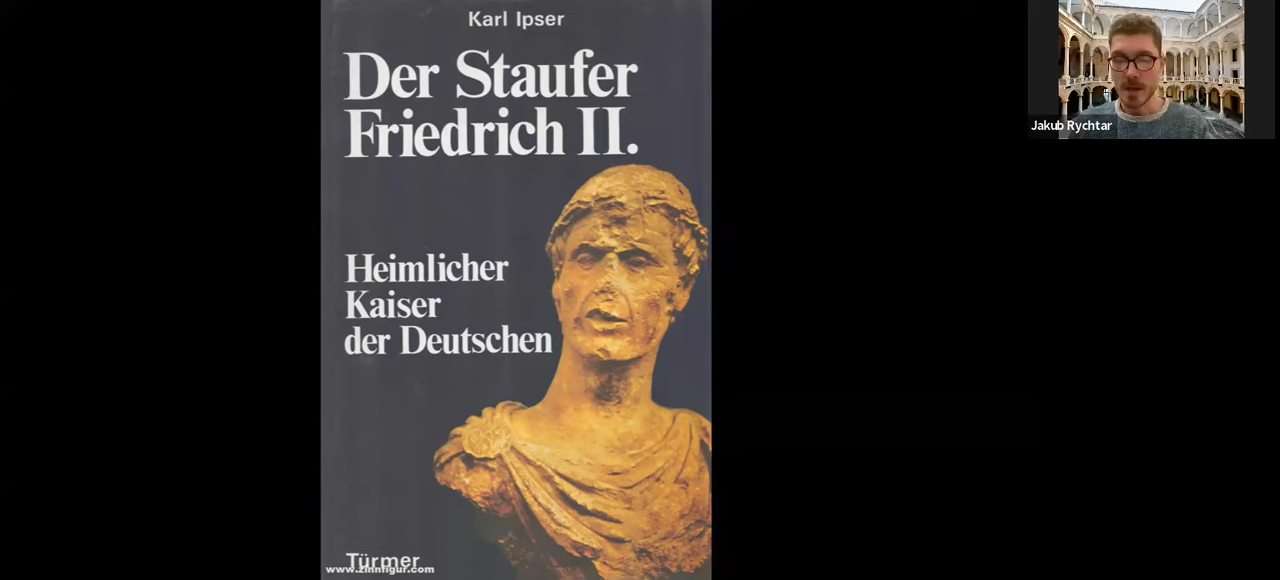 Karl Ipser
Der Staufer
Friedrich II.
Heimlicher
Kaiser
der Deutschen
Türmer
www.zinnfigur.com
Jakub Rychtar